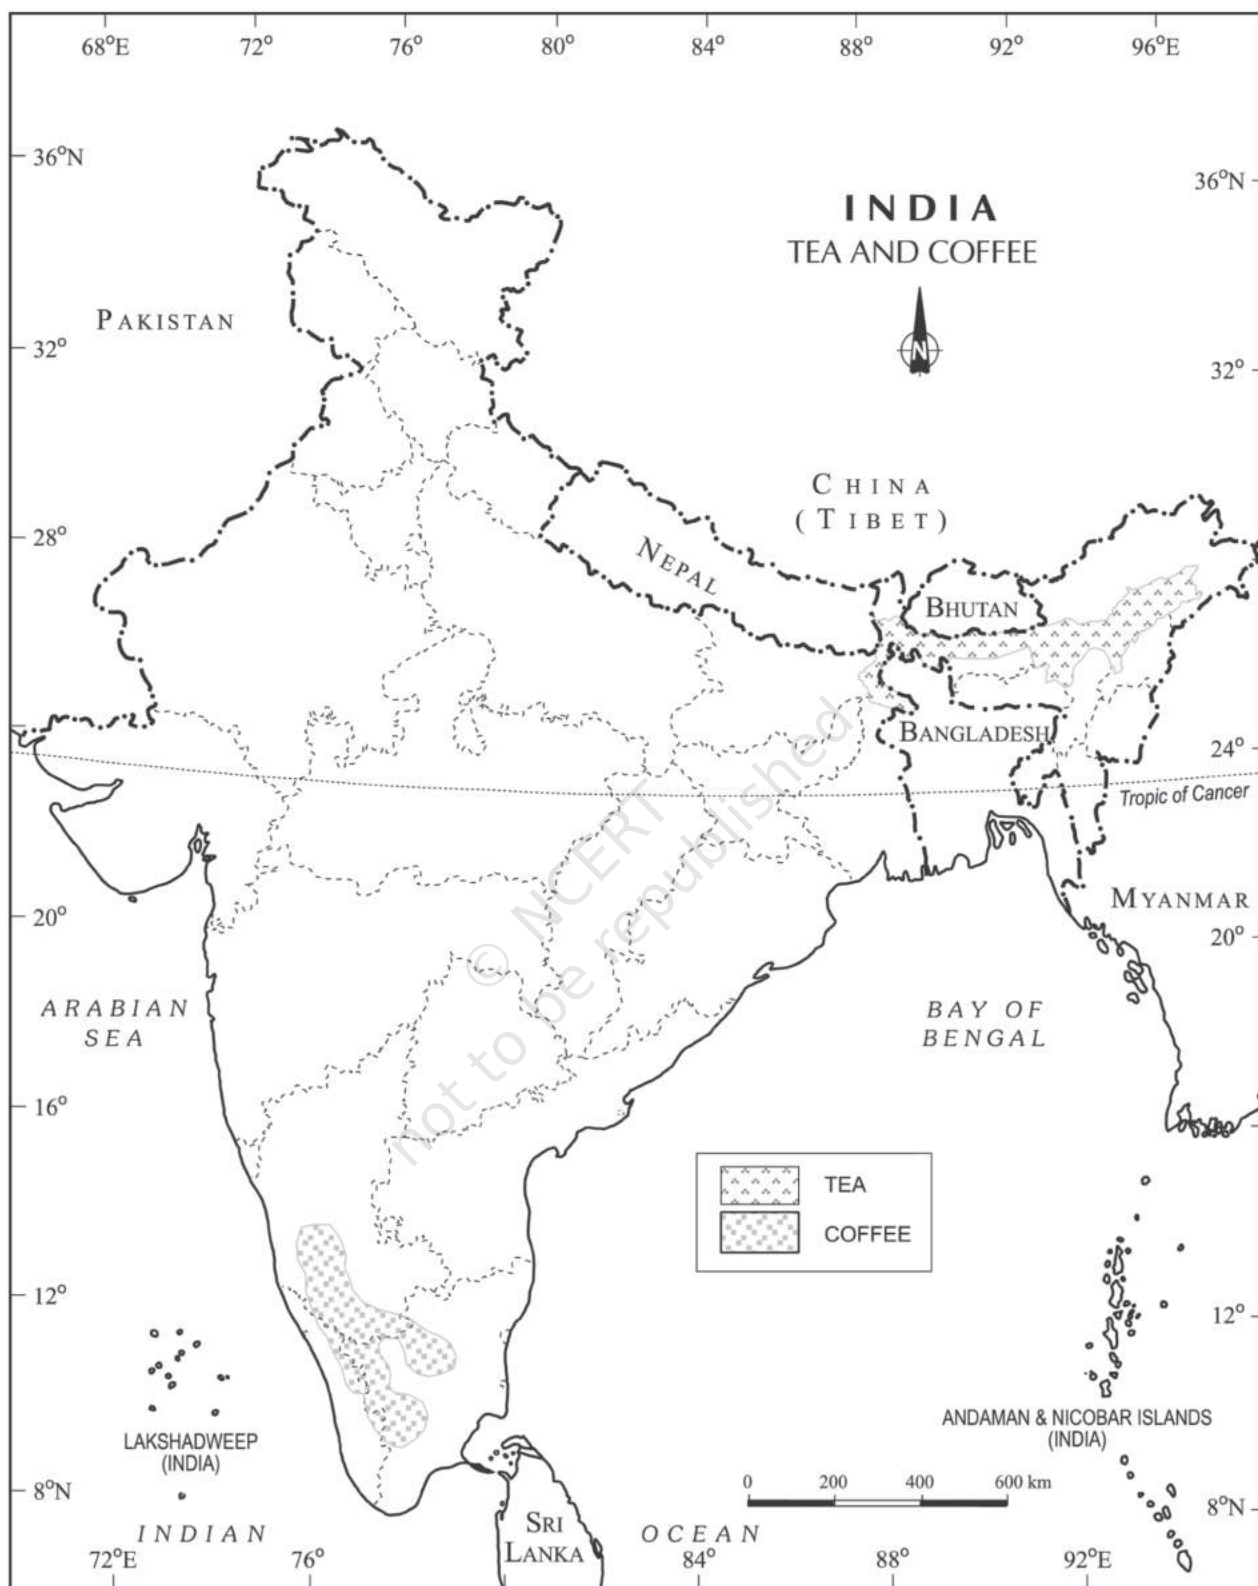 68°E 72° 76° 80° 84° 88° 92° 96°E
36°N
36°N
INDIA
TEA AND COFFEE
N
PAKISTAN
32°
32°
CHINA
(TIBET)
28°
NEPAL
BHUTAN
BANGLADESH
24°
Tropic of Cancer
© NCERT
not to be republished
MYANMAR
20°
20°
ARABIAN
SEA
BAY OF
BENGAL
16°
TEA
COFFEE
12°
12°
LAKSHADWEEP
(INDIA)
ANDAMAN & NICOBAR ISLANDS
(INDIA)
0 200 400 600 km
8°N
8°N
INDIAN OCEAN
SRI
LANKA
72°E 76° 84° 88° 92°E